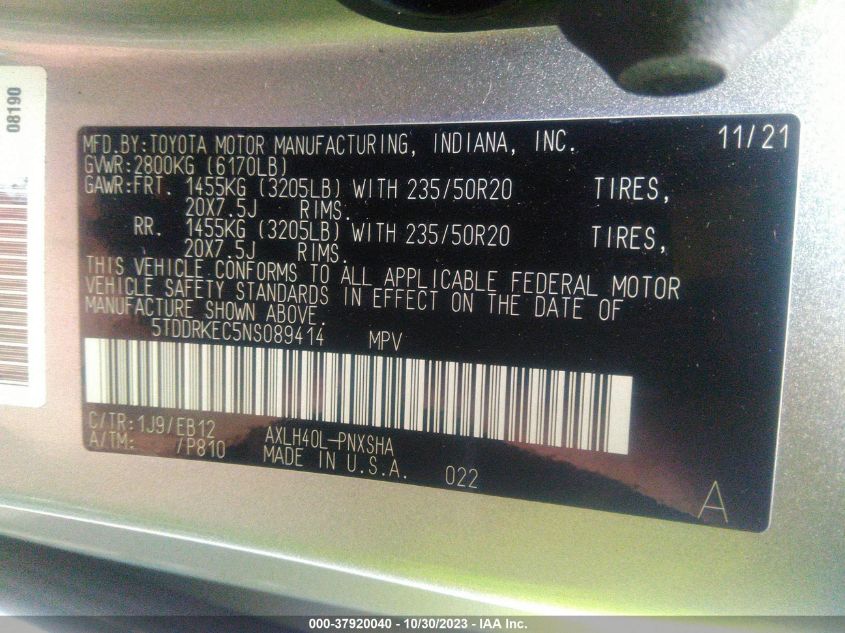 08190
MFD.BY:TOYOTA MOTOR MANUFACTURING, INDIANA, INC. 11/21
GVWR:2800KG (6170LB)
GAWR:FRT. 1455KG (3205LB) WITH 235/50R20 TIRES,
20X7.5J RIMS.
RR. 1455KG (3205LB) WITH 235/50R20 TIRES,
20X7.5J RIMS.
THIS VEHICLE CONFORMS TO ALL APPLICABLE FEDERAL MOTOR
VEHICLE SAFETY STANDARDS IN EFFECT ON THE DATE OF
MANUFACTURE SHOWN ABOVE.
5TDDRKEC5NS089414 MPV
C/TR:1J9/EB12
A/TM: /P810
AXLH40L-PNXSHA
MADE IN U.S.A. 022
A
000-37920040 - 10/30/2023 - IAA Inc.